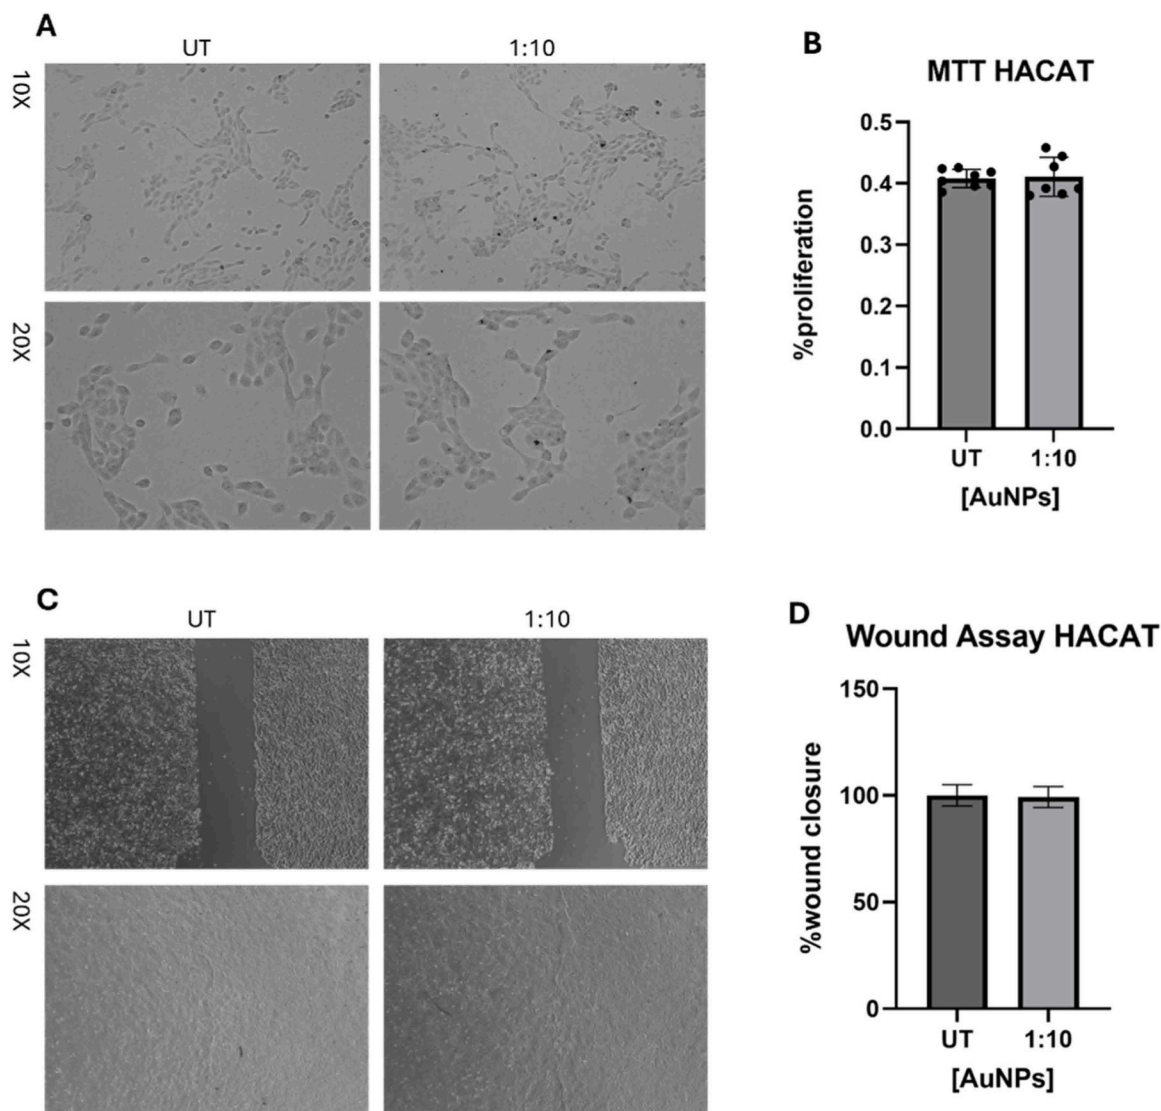 A
UT
1:10
10X
20X
B
MTT HACAT
%proliferation
0.5
0.4
0.3
0.2
0.1
0.0
UT
1:10
[AuNPs]
C
UT
1:10
10X
20X
D
Wound Assay HACAT
%wound closure
150
100
50
0
UT
1:10
[AuNPs]